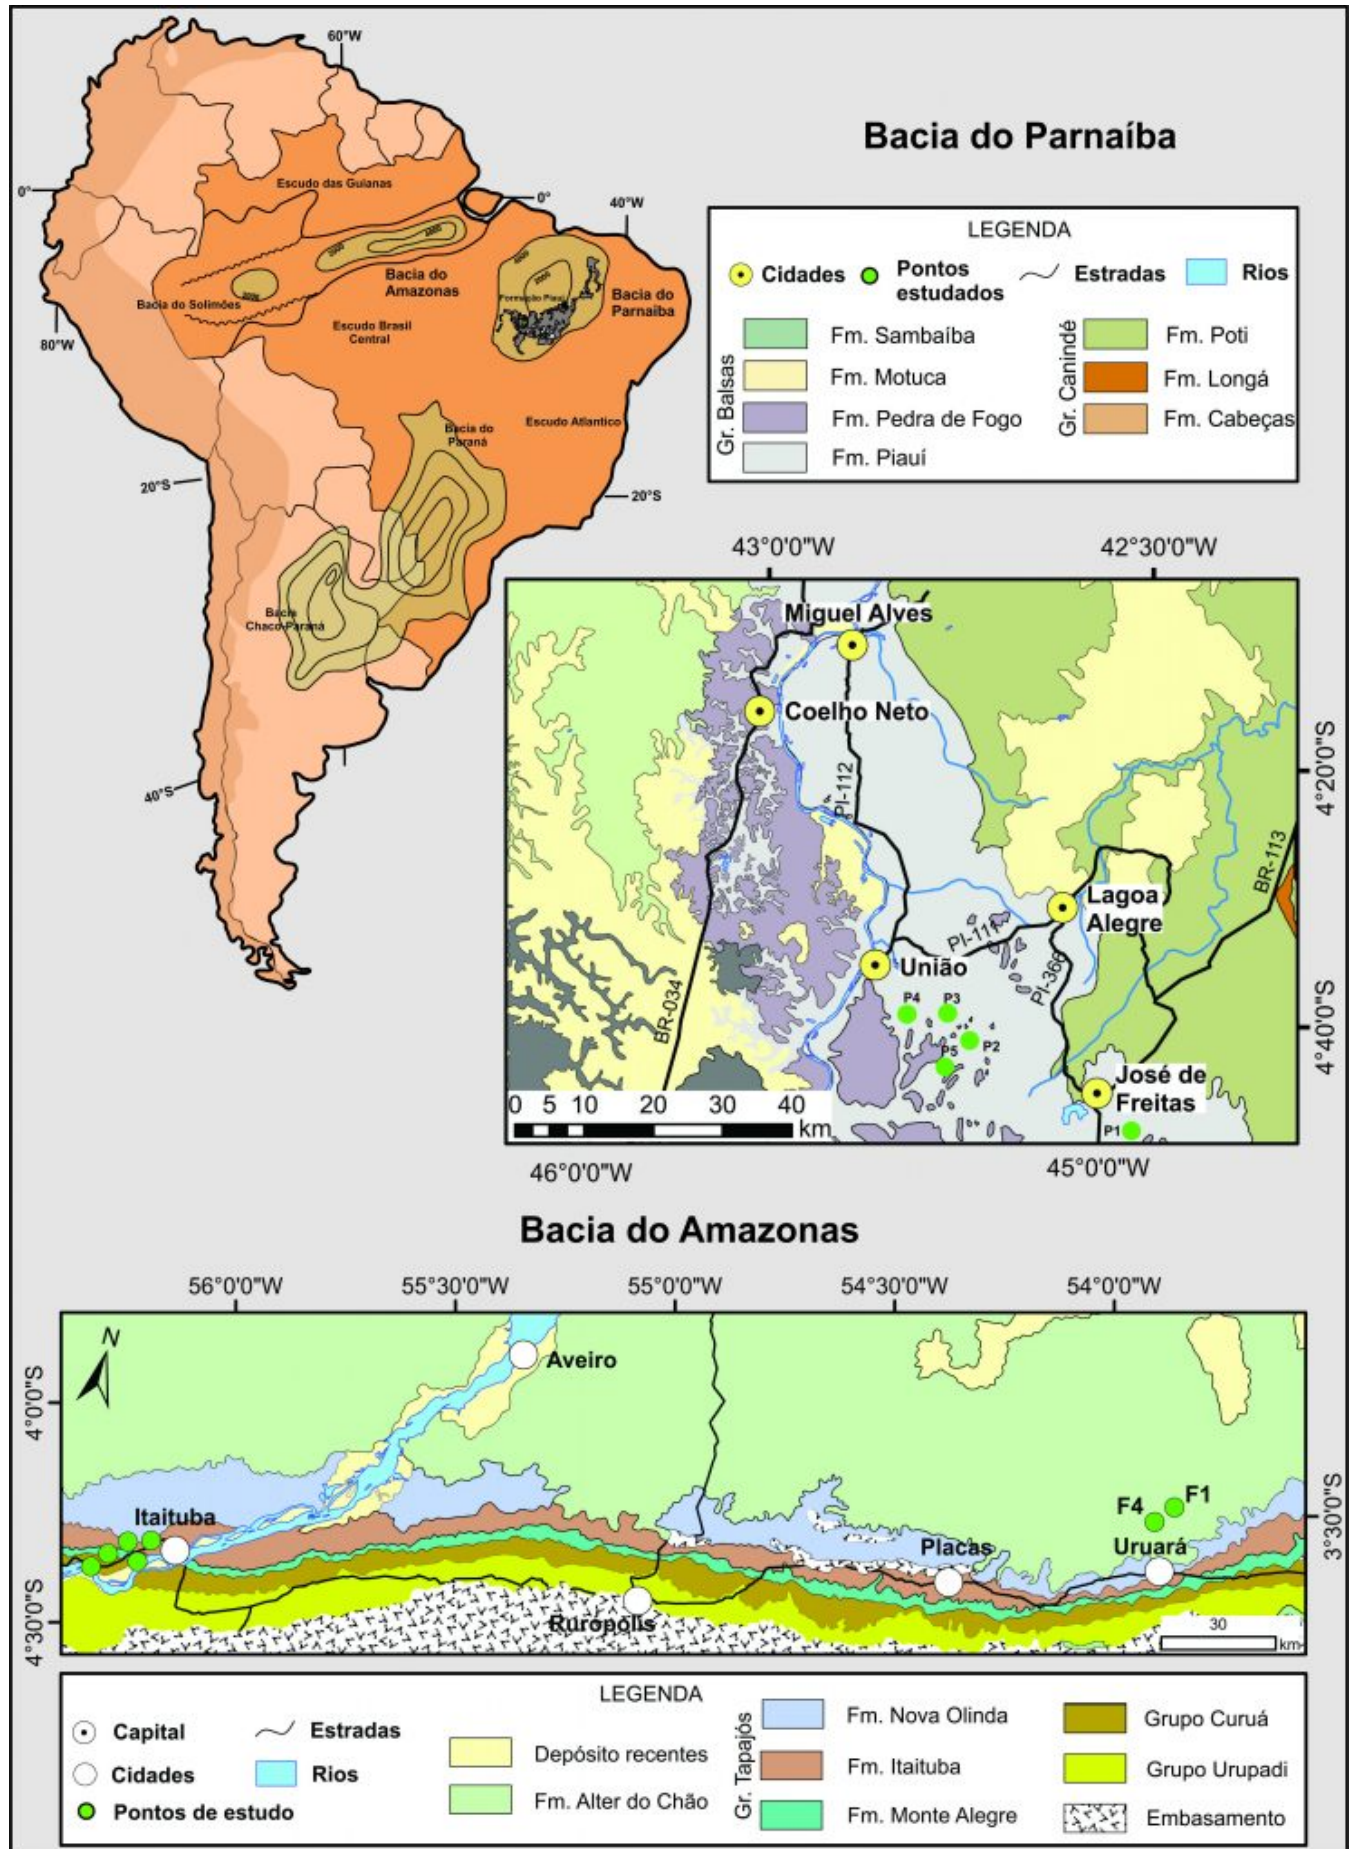 60°W
0°
0°
40°W
80°W
20°S
20°S
40°S
Escudo das Guianas
Bacia do
Amazonas
Bacia do Solimões
Formação Piauí
Bacia do
Parnaíba
Escudo Brasil
Central
Escudo Atlantico
Bacia do
Paraná
Bacia
Chaco-Paraná
Bacia do Parnaíba
LEGENDA
Cidades
Pontos
estudados
Estradas
Rios
Gr. Balsas
Fm. Sambaíba
Fm. Motuca
Fm. Pedra de Fogo
Fm. Piauí
Gr. Canindé
Fm. Poti
Fm. Longá
Fm. Cabeças
43°0'0"W
42°30'0"W
Miguel Alves
Coelho Neto
4°20'0"S
PI-112
BR-113
Lagoa
Alegre
PI-111
União
PI-366
BR-034
P4
P3
P2
P5
4°40'0"S
José de
Freitas
P1
0 5 10 20 30 40
km
46°0'0"W
45°0'0"W
Bacia do Amazonas
56°0'0"W
55°30'0"W
55°0'0"W
54°30'0"W
54°0'0"W
N
Aveiro
4°0'0"S
Itaituba
F4
F1
3°30'0"S
Placas
Uruará
Rurópolis
4°30'0"S
30
km
LEGENDA
Capital
Estradas
Cidades
Rios
Pontos de estudo
Depósito recentes
Fm. Alter do Chão
Gr. Tapajós
Fm. Nova Olinda
Fm. Itaituba
Fm. Monte Alegre
Grupo Curuá
Grupo Urupadi
Embasamento